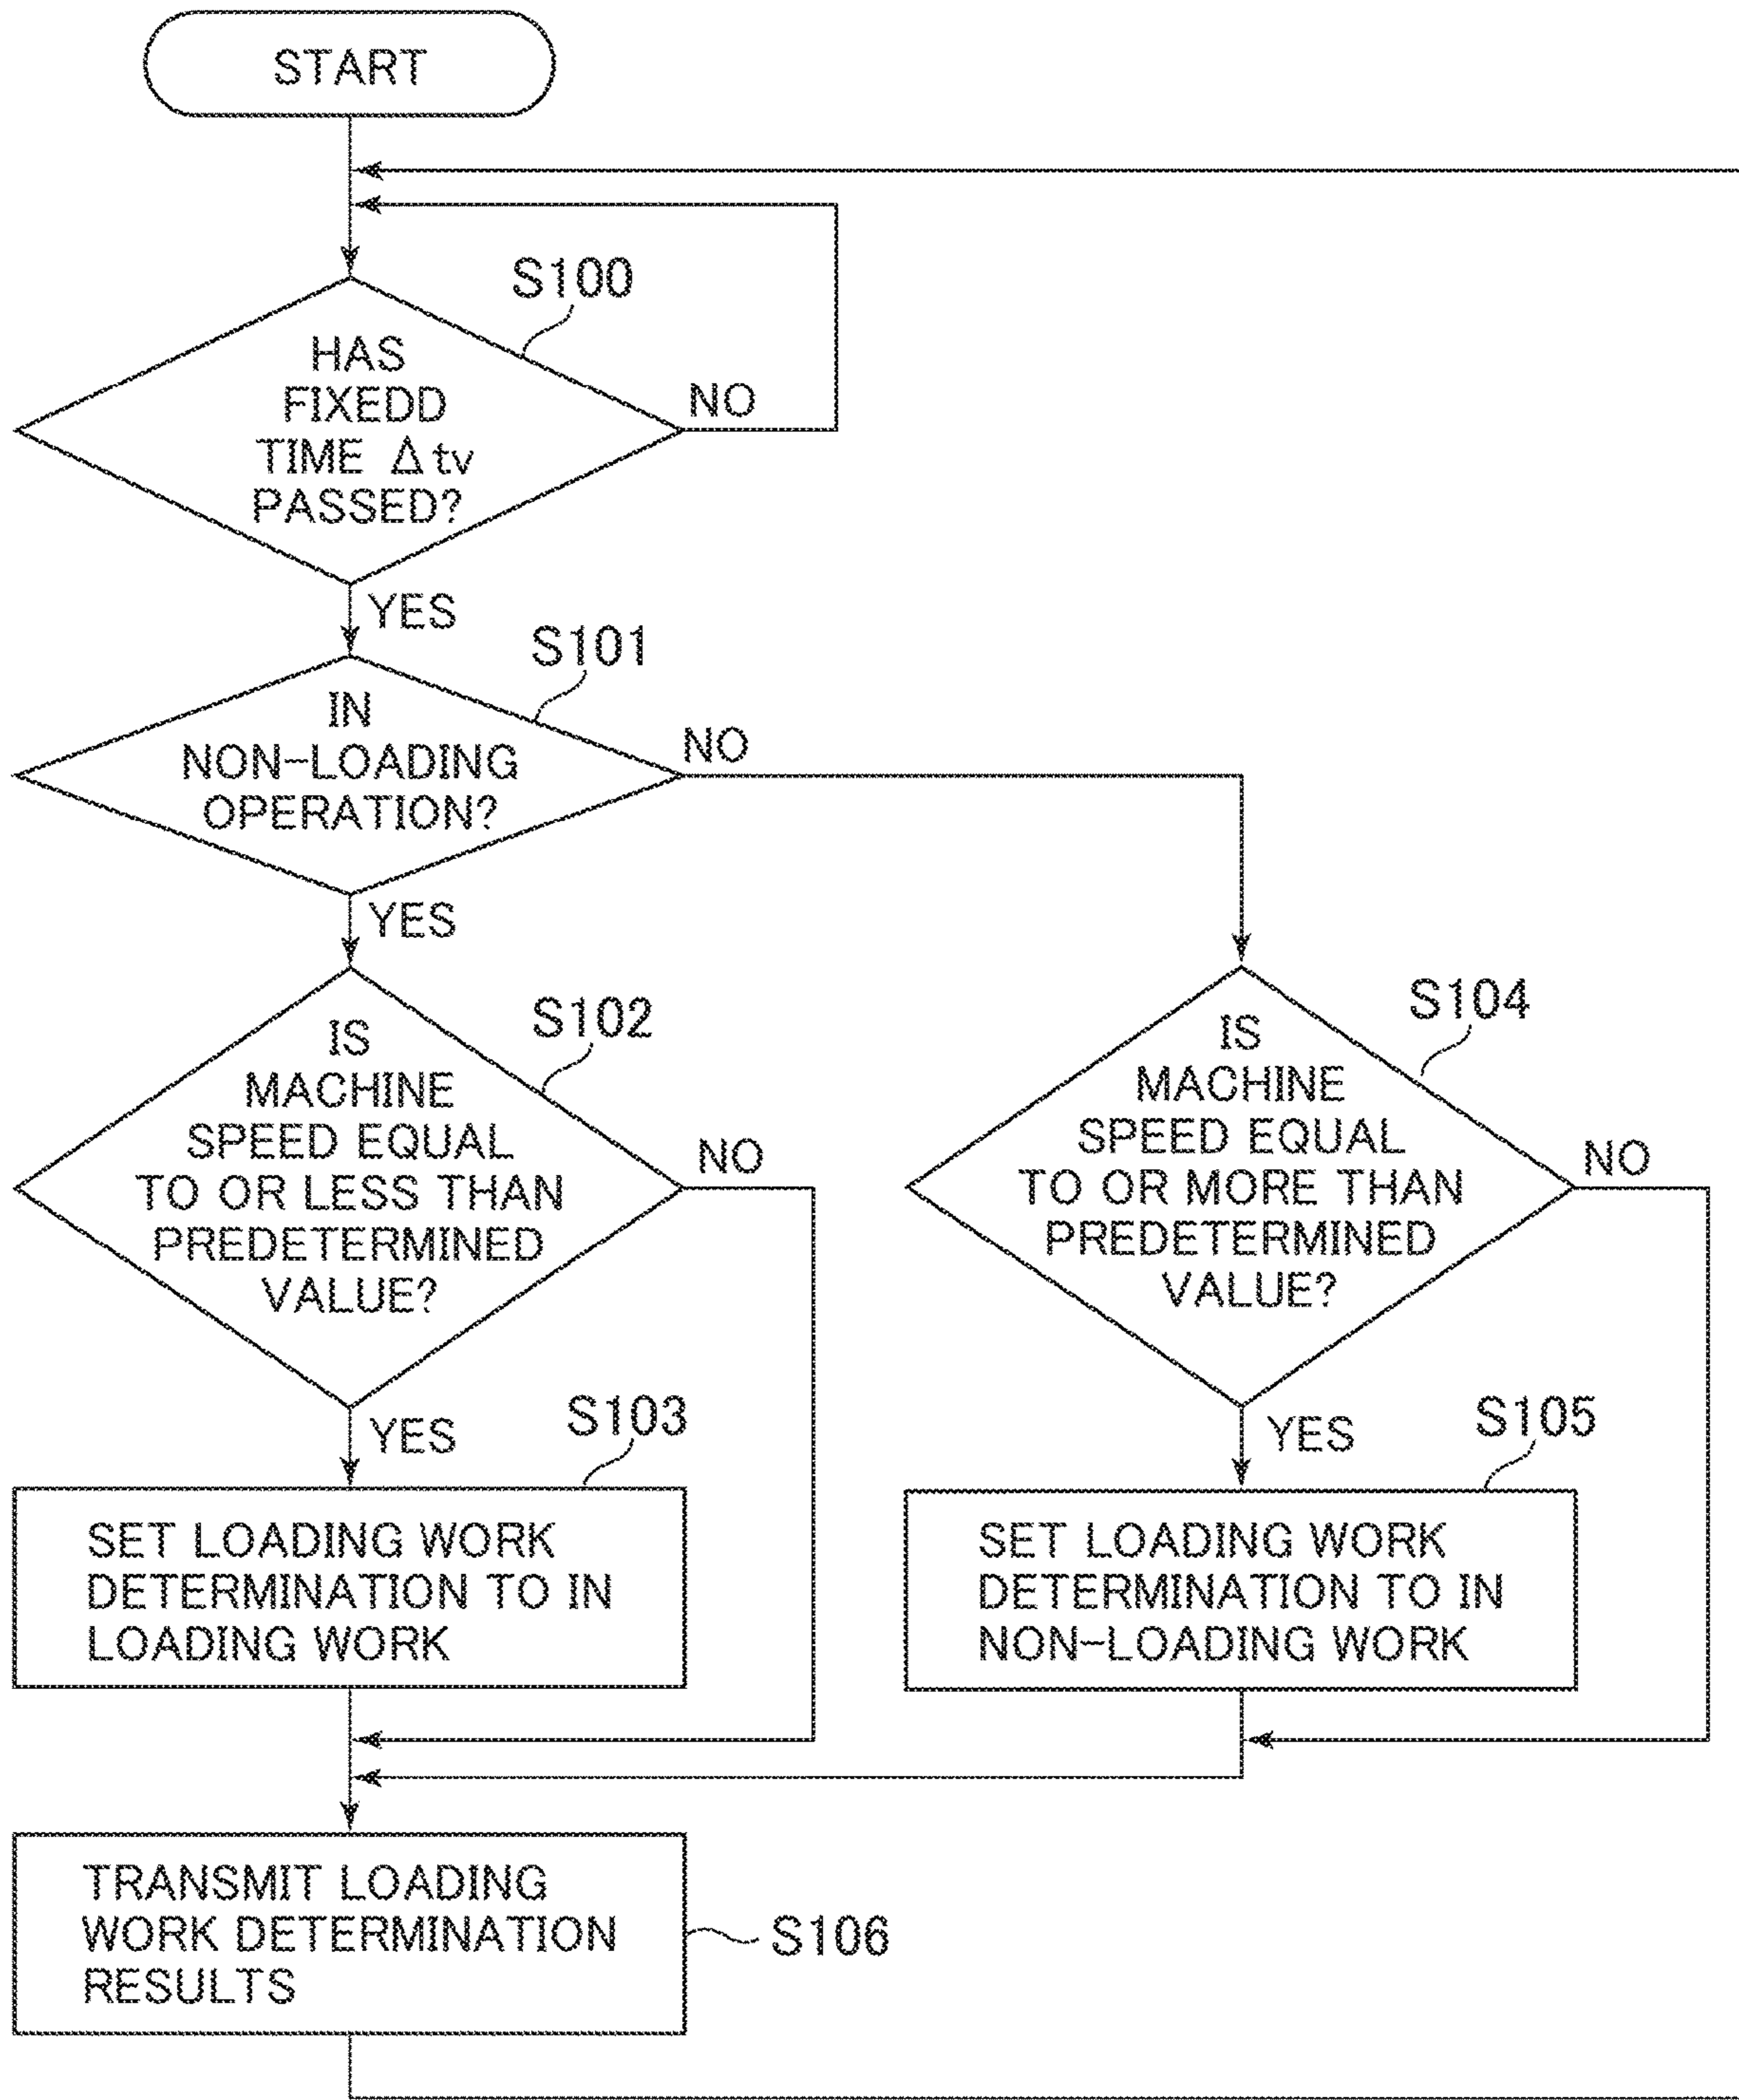 START
S100
HAS
FIXEDD
TIME Δtv
PASSED?
NO
YES
S101
IN
NON-LOADING
OPERATION?
NO
YES
S102
IS
MACHINE
SPEED EQUAL
TO OR LESS THAN
PREDETERMINED
VALUE?
NO
YES
S104
IS
MACHINE
SPEED EQUAL
TO OR MORE THAN
PREDETERMINED
VALUE?
NO
YES
S103
SET LOADING WORK
DETERMINATION TO IN
LOADING WORK
S105
SET LOADING WORK
DETERMINATION TO IN
NON-LOADING WORK
TRANSMIT LOADING
WORK DETERMINATION
RESULTS
S106